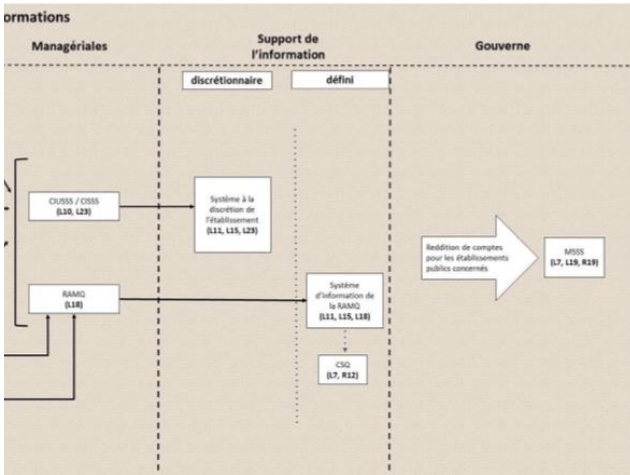 ormations
Managériales
Support de
l'information
Gouverne
discrétionnaire
défini
CIUSSS / CISSS
(L10, L23)
Système à la
discrétion de
l'établissement
(L11, L15, L23)
Reddition de comptes
pour les établissements
publics concernés
MSSS
(L7, L19, R19)
RAMQ
(L18)
Système
d'information de
la RAMQ
(L11, L15, L18)
CSQ
(L7, R12)